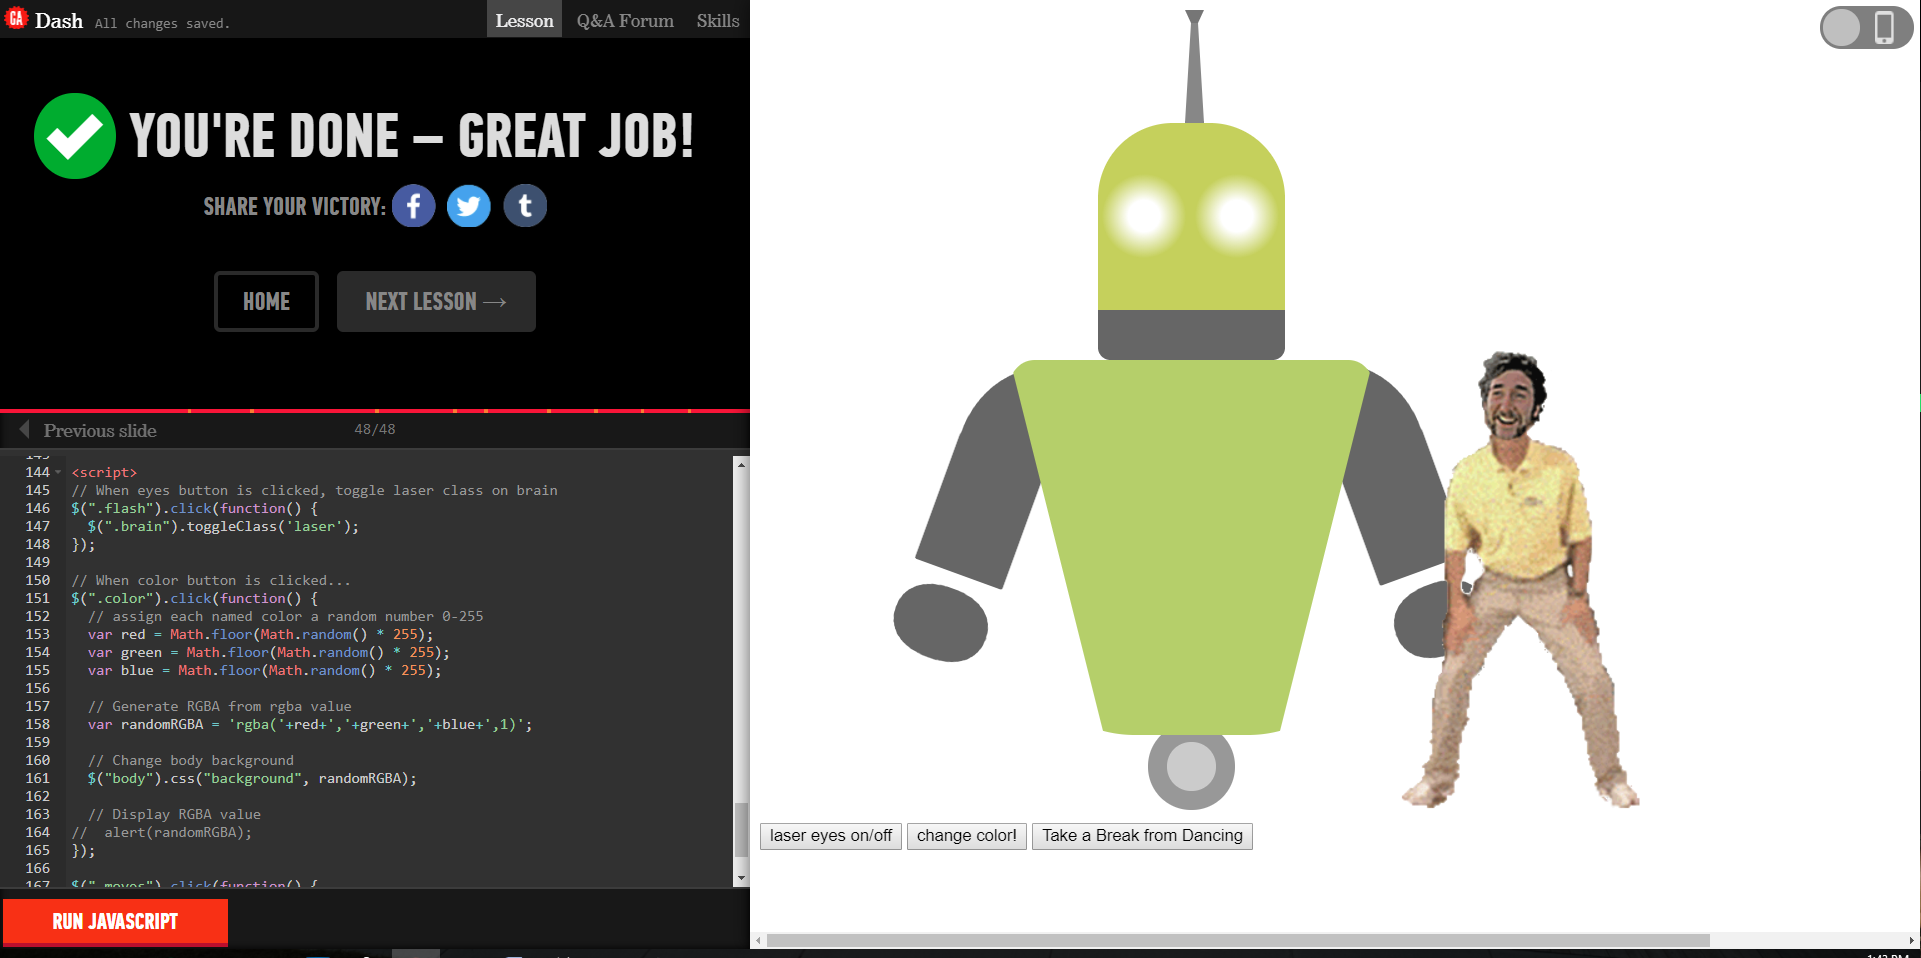 GA Dash All changes saved.
Lesson Q&A Forum Skills
YOU'RE DONE – GREAT JOB!
SHARE YOUR VICTORY: f t
HOME NEXT LESSON →
Previous slide 48/48
144 <script>
145 // When eyes button is clicked, toggle laser class on brain
146 $(".flash").click(function() {
147 $(".brain").toggleClass('laser');
148 });
149
150 // When color button is clicked...
151 $(".color").click(function() {
152 // assign each named color a random number 0-255
153 var red = Math.floor(Math.random() * 255);
154 var green = Math.floor(Math.random() * 255);
155 var blue = Math.floor(Math.random() * 255);
156
157 // Generate RGBA from rgba value
158 var randomRGBA = 'rgba('+red+','+green+','+blue+',1)';
159
160 // Change body background
161 $("body").css("background", randomRGBA);
162
163 // Display RGBA value
164 // alert(randomRGBA);
165 });
166
167 $(".moves").click(function() {
RUN JAVASCRIPT
laser eyes on/off change color! Take a Break from Dancing